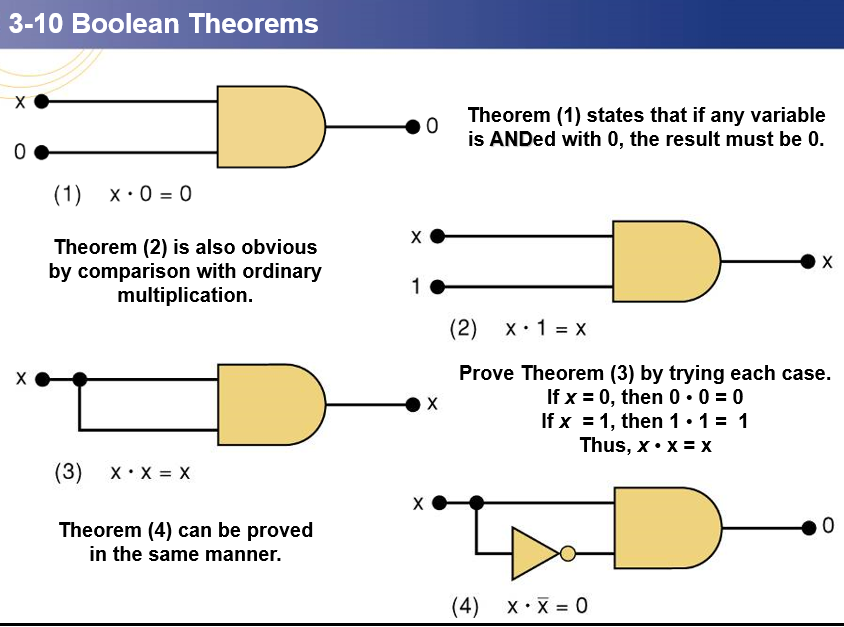 3-10 Boolean Theorems
x
0
0
Theorem (1) states that if any variable
is ANDed with 0, the result must be 0.
(1) x · 0 = 0
Theorem (2) is also obvious
by comparison with ordinary
multiplication.
x
1
x
(2) x · 1 = x
x
x
(3) x · x = x
Prove Theorem (3) by trying each case.
If x = 0, then 0 • 0 = 0
If x = 1, then 1 • 1 = 1
Thus, x • x = x
Theorem (4) can be proved
in the same manner.
x
0
(4) x · x̅ = 0